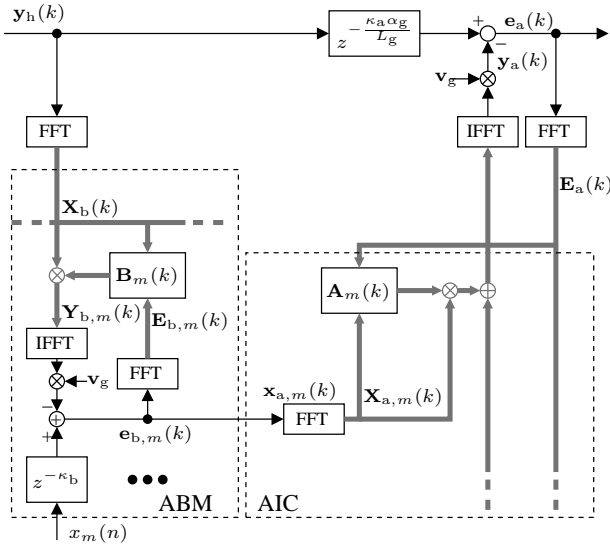 y_h(k)
z^{-\frac{κ_a α_g}{L_g}}
+
e_a(k)
−
y_a(k)
v_g
FFT
IFFT
FFT
X_b(k)
E_a(k)
B_m(k)
A_m(k)
Y_{b,m}(k)
E_{b,m}(k)
IFFT
FFT
v_g
x_{a,m}(k)
X_{a,m}(k)
FFT
−
+
e_{b,m}(k)
z^{-κ_b}
ABM
AIC
x_m(n)